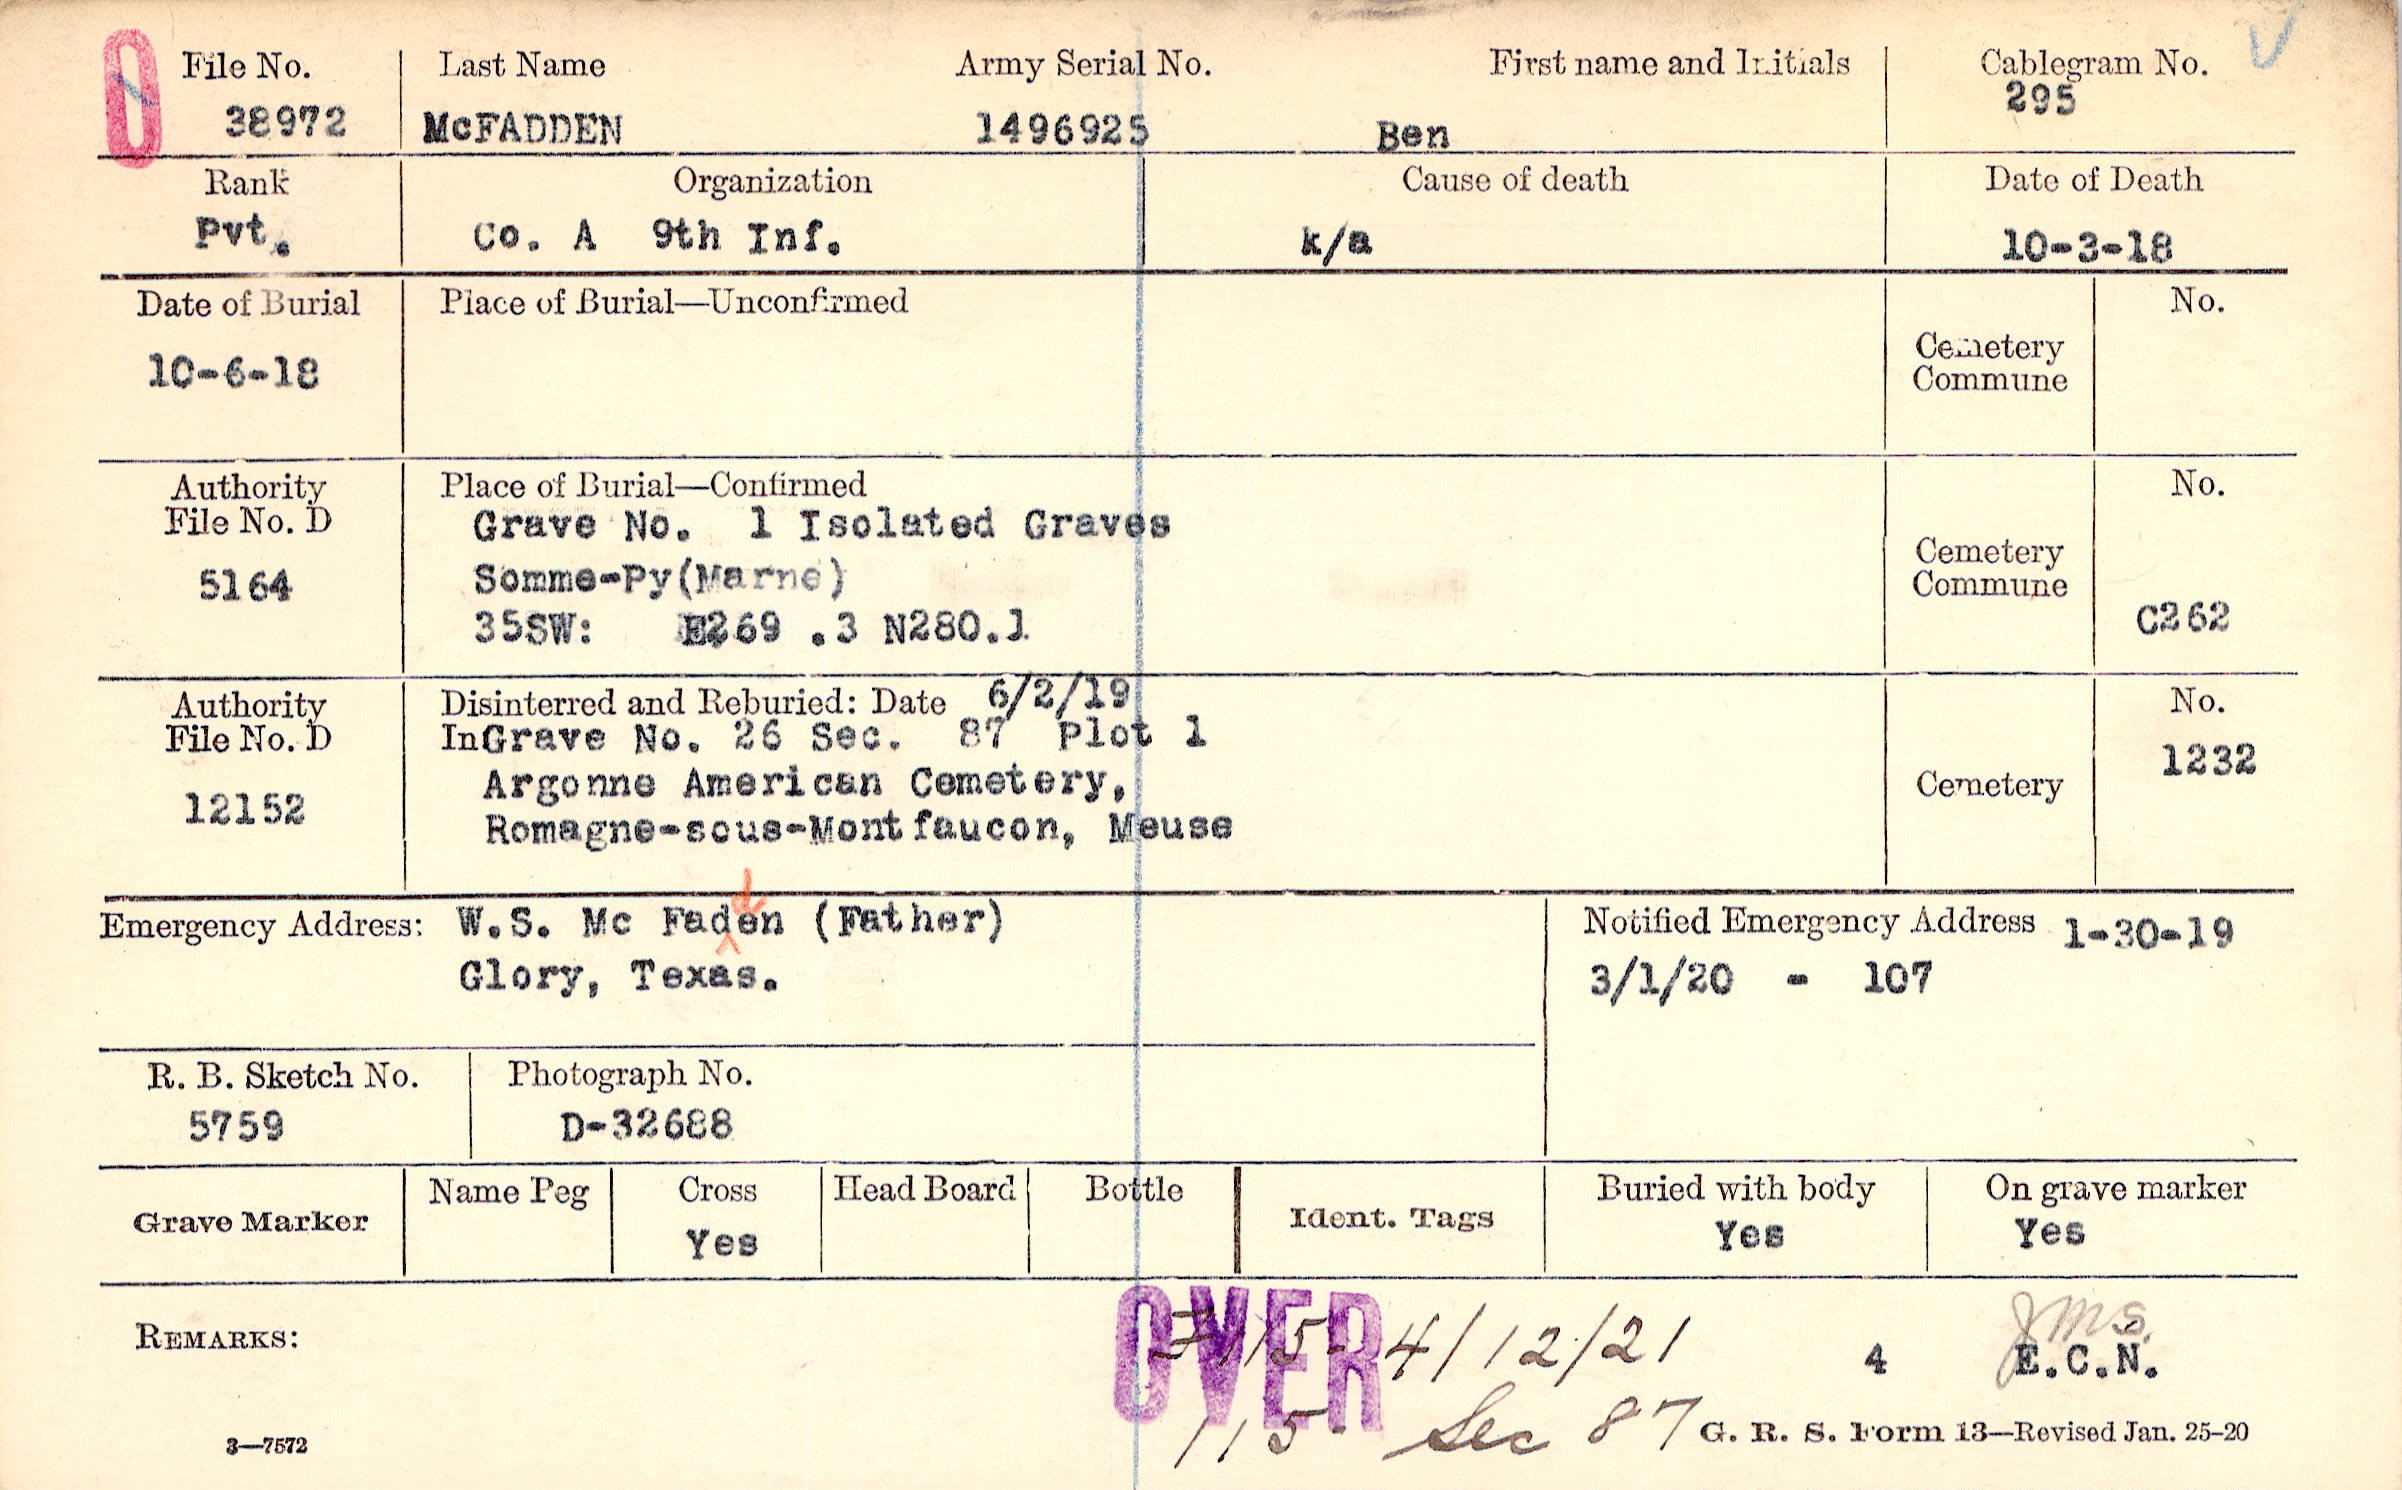 0
File No. Last Name Army Serial No. First name and Initials Cablegram No.
38972 McFADDEN 1496925 Ben 295
Rank Organization Cause of death Date of Death
Pvt. Co. A 9th Inf. k/a 10-3-18
Date of Burial Place of Burial—Unconfirmed No.
10-6-18 Cemetery
Commune
Authority Place of Burial—Confirmed No.
File No. D Grave No. 1 Isolated Graves
5164 Somme-Py(Marne) Cemetery
Commune
35SW: E269 .3 N280.1 C262
Authority Disinterred and Reburied: Date 6/2/19 No.
File No. D InGrave No. 26 Sec. 87 Plot 1 1232
12152 Argonne American Cemetery, Cemetery
Romagne-sous-Montfaucon, Meuse
d
Emergency Address: W.S. Mc Faden (Father) Notified Emergency Address 1-30-19
Glory, Texas. 3/1/20 - 107
R. B. Sketch No. Photograph No.
5759 D-32688
Grave Marker Name Peg Cross Head Board Bottle Ident. Tags Buried with body On grave marker
Yes Yes Yes
REMARKS: OVER 4/12/21 4 JMS.
E.C.N.
115- Sec 87
3—7572 G. R. S. Form 13—Revised Jan. 25-20